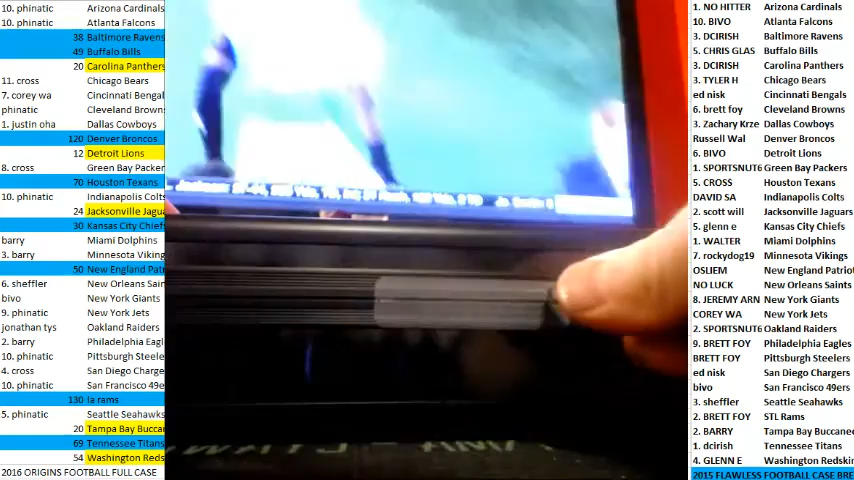 10. phinatic Arizona Cardinals
10. phinatic Atlanta Falcons
38 Baltimore Ravens
49 Buffalo Bills
20 Carolina Panthers
11. cross Chicago Bears
7. corey wa Cincinnati Bengal
phinatic Cleveland Browns
1. justin oha Dallas Cowboys
120 Denver Broncos
12 Detroit Lions
8. cross Green Bay Packer
70 Houston Texans
10. phinatic Indianapolis Colts
24 Jacksonville Jagua
30 Kansas City Chiefs
barry Miami Dolphins
3. barry Minnesota Viking
50 New England Patr
6. sheffler New Orleans Sain
bivo New York Giants
9. phinatic New York Jets
jonathan tys Oakland Raiders
2. barry Philadelphia Eagl
10. phinatic Pittsburgh Steele
4. cross San Diego Charge
10. phinatic San Francisco 49e
130 la rams
5. phinatic Seattle Seahawks
20 Tampa Bay Buccan
69 Tennessee Titans
54 Washington Reds
2016 ORIGINS FOOTBALL FULL CASE
1. NO HITTER Arizona Cardinals
10. BIVO Atlanta Falcons
3. DCIRISH Baltimore Ravens
5. CHRIS GLAS Buffalo Bills
3. DCIRISH Carolina Panthers
3. TYLER H Chicago Bears
ed nisk Cincinnati Bengals
6. brett foy Cleveland Browns
3. Zachary Krze Dallas Cowboys
Russell Wal Denver Broncos
6. BIVO Detroit Lions
1. SPORTSNUT6 Green Bay Packers
5. CROSS Houston Texans
DAVID SA Indianapolis Colts
2. scott will Jacksonville Jaguars
5. glenn e Kansas City Chiefs
1. WALTER Miami Dolphins
7. rockydog19 Minnesota Vikings
OSLIEM New England Patriot
NO LUCK New Orleans Saints
8. JEREMY ARN New York Giants
COREY WA New York Jets
2. SPORTSNUT6 Oakland Raiders
9. BRETT FOY Philadelphia Eagles
BRETT FOY Pittsburgh Steelers
ed nisk San Diego Chargers
bivo San Francisco 49ers
3. sheffler Seattle Seahawks
2. BRETT FOY STL Rams
2. BARRY Tampa Bay Buccanee
1. dcirish Tennessee Titans
4. GLENN E Washington Redskin
2015 FLAWLESS FOOTBALL CASE BRE